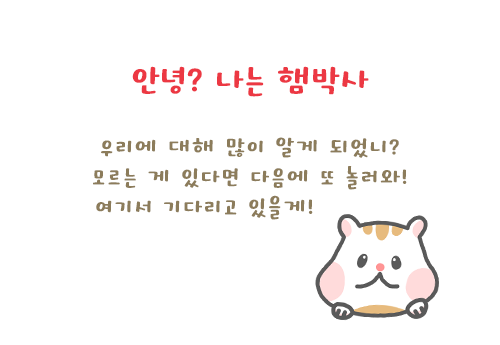 안녕? 나는 햄박사
우리에 대해 많이 알게 되었니?
모르는 게 있다면 다음에 또 놀러와!
여기서 기다리고 있을게!